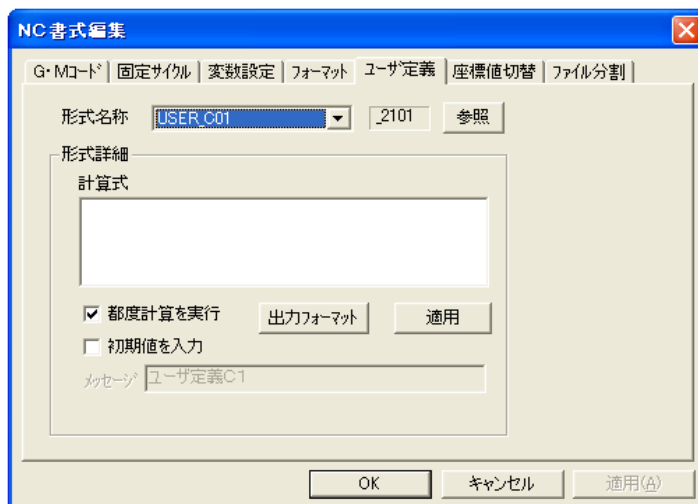 NC書式編集
G・Mコード 固定サイクル 変数設定 フォーマット ユーザ定義 座標値切替 ファイル分割
形式名称 USER_C01 _2101 参照
形式詳細
計算式
都度計算を実行 出力フォーマット 適用
初期値を入力
メッセージ ユーザ定義C1
OK キャンセル 適用(A)